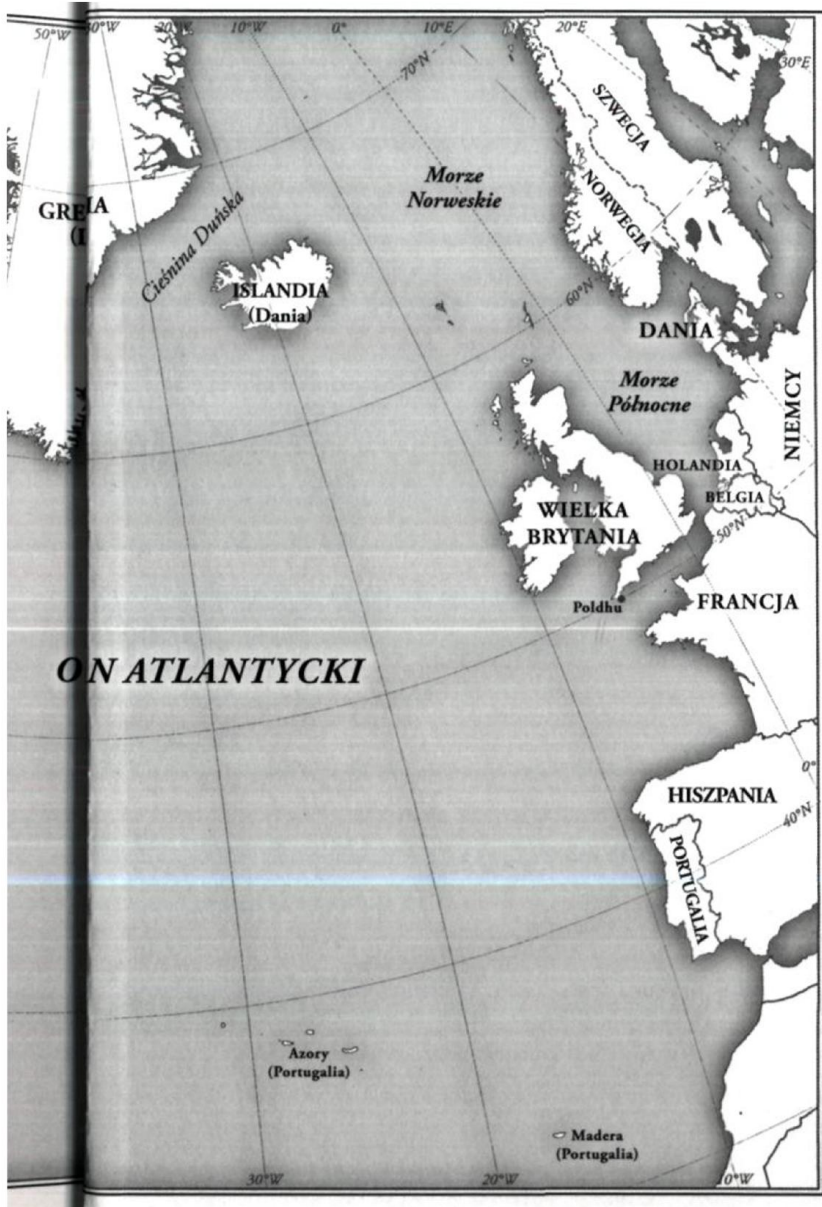 50°W
30°W
20°W
10°W
0°
10°E
20°E
30°E
70°N
SZWECJA
Morze
Norweskie
NORWEGIA
GRE IA
(D
Cieśnina Duńska
ISLANDIA
(Dania)
60°N
DANIA
Morze
Północne
NIEMCY
HOLANDIA
BELGIA
WIELKA
BRYTANIA
50°N
Poldhu
FRANCJA
ON ATLANTYCKI
0°
HISZPANIA
40°N
PORTUGALIA
Azory
(Portugalia)
Madera
(Portugalia)
30°W
20°W
10°W